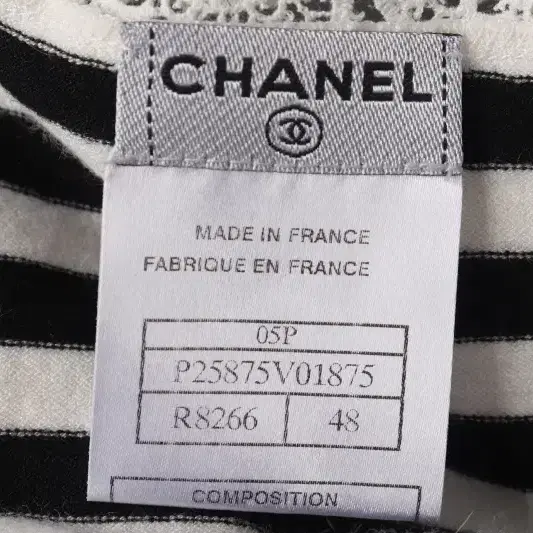 CHANEL
MADE IN FRANCE
FABRIQUE EN FRANCE
05P
P25875V01875
R8266 48
COMPOSITION